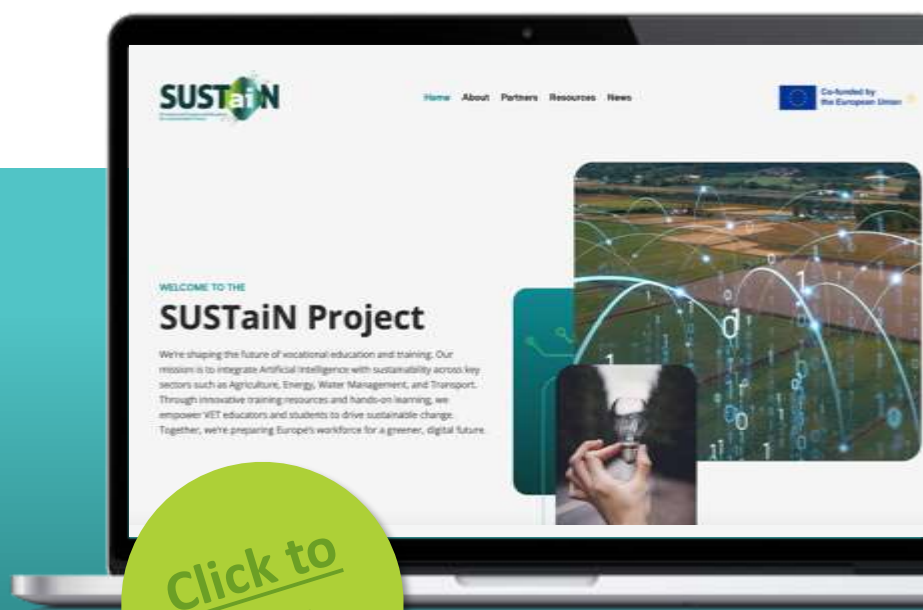 SUSTaiN
Home About Partners Resources News
Co-funded by
the European Union
WELCOME TO THE
SUSTaiN Project
We're shaping the future of vocational education and training. Our
mission is to integrate Artificial Intelligence with sustainability across key
sectors such as Agriculture, Energy, Water Management, and Transport.
Through innovative training resources and hands-on learning, we
empower VET educators and students to drive sustainable change.
Together, we're preparing Europe's workforce for a greener, digital future.
Click to